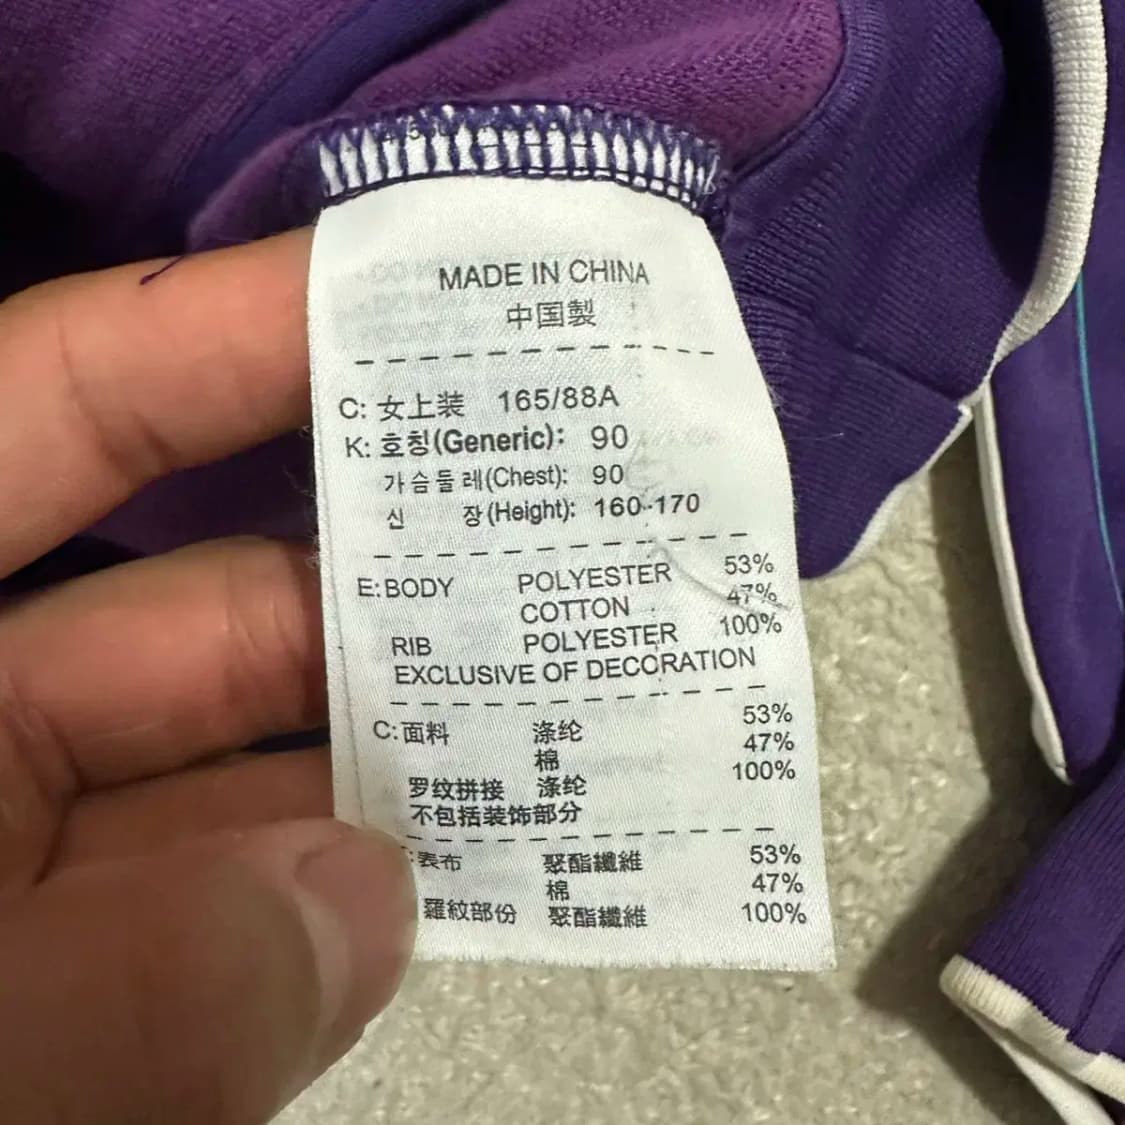 MADE IN CHINA
中国製
C: 女上装 165/88A
K: 호칭(Generic): 90
가슴둘레(Chest): 90
신 장(Height): 160-170
E: BODY POLYESTER 53%
COTTON 47%
RIB POLYESTER 100%
EXCLUSIVE OF DECORATION
C: 面料 涤纶 53%
棉 47%
罗纹拼接 涤纶 100%
不包括装饰部分
:表布 聚酯纖維 53%
棉 47%
羅紋部份 聚酯纖維 100%